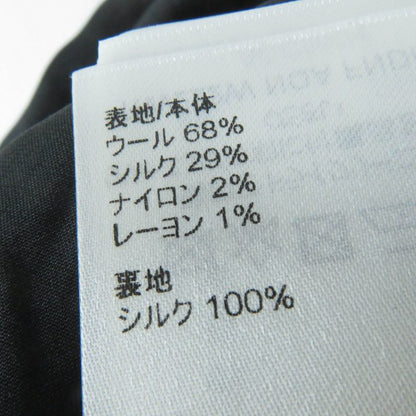 表地/本体
ウール 68%
シルク 29%
ナイロン 2%
レーヨン 1%
裏地
シルク 100%